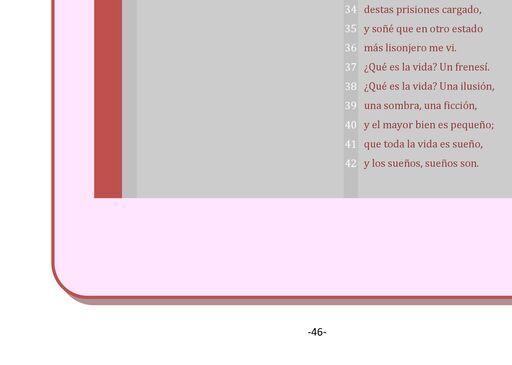 34 destas prisiones cargado,
35 y soñé que en otro estado
36 más lisonjero me vi.
37 ¿Qué es la vida? Un frenesí.
38 ¿Qué es la vida? Una ilusión,
39 una sombra, una ficción,
40 y el mayor bien es pequeño;
41 que toda la vida es sueño,
42 y los sueños, sueños son.
-46-